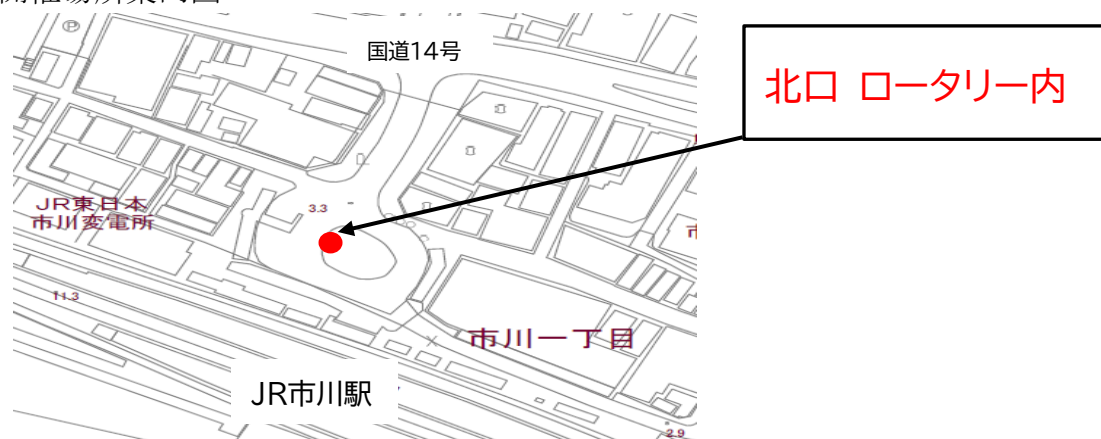 国道14号
北口 ロータリー内
JR東日本
市川変電所
3.3
11.3
市川一丁目
JR市川駅
2.9